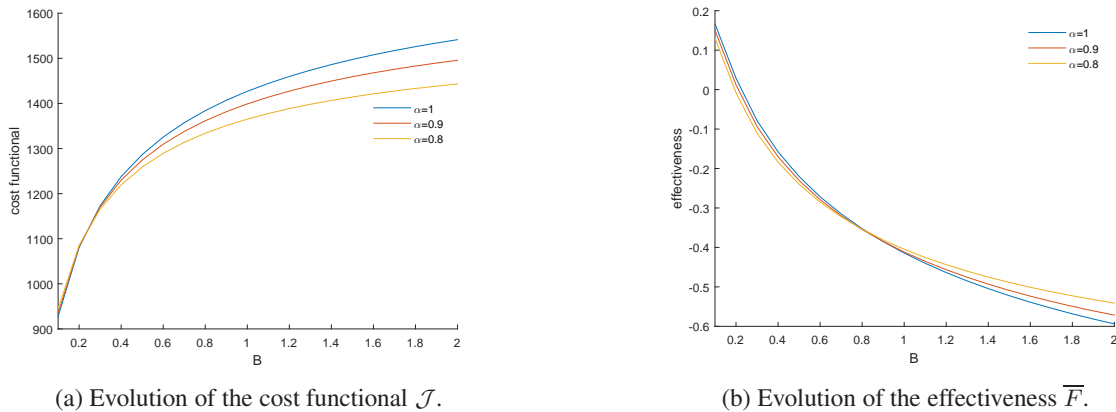 1600
1500
1400
1300
1200
1100
1000
900
cost functional
α=1
α=0.9
α=0.8
0.2 0.4 0.6 0.8 1 1.2 1.4 1.6 1.8 2
B
(a) Evolution of the cost functional 𝒥.
0.2
0.1
0
-0.1
-0.2
-0.3
-0.4
-0.5
-0.6
effectiveness
α=1
α=0.9
α=0.8
0.2 0.4 0.6 0.8 1 1.2 1.4 1.6 1.8 2
B
(b) Evolution of the effectiveness F̅.